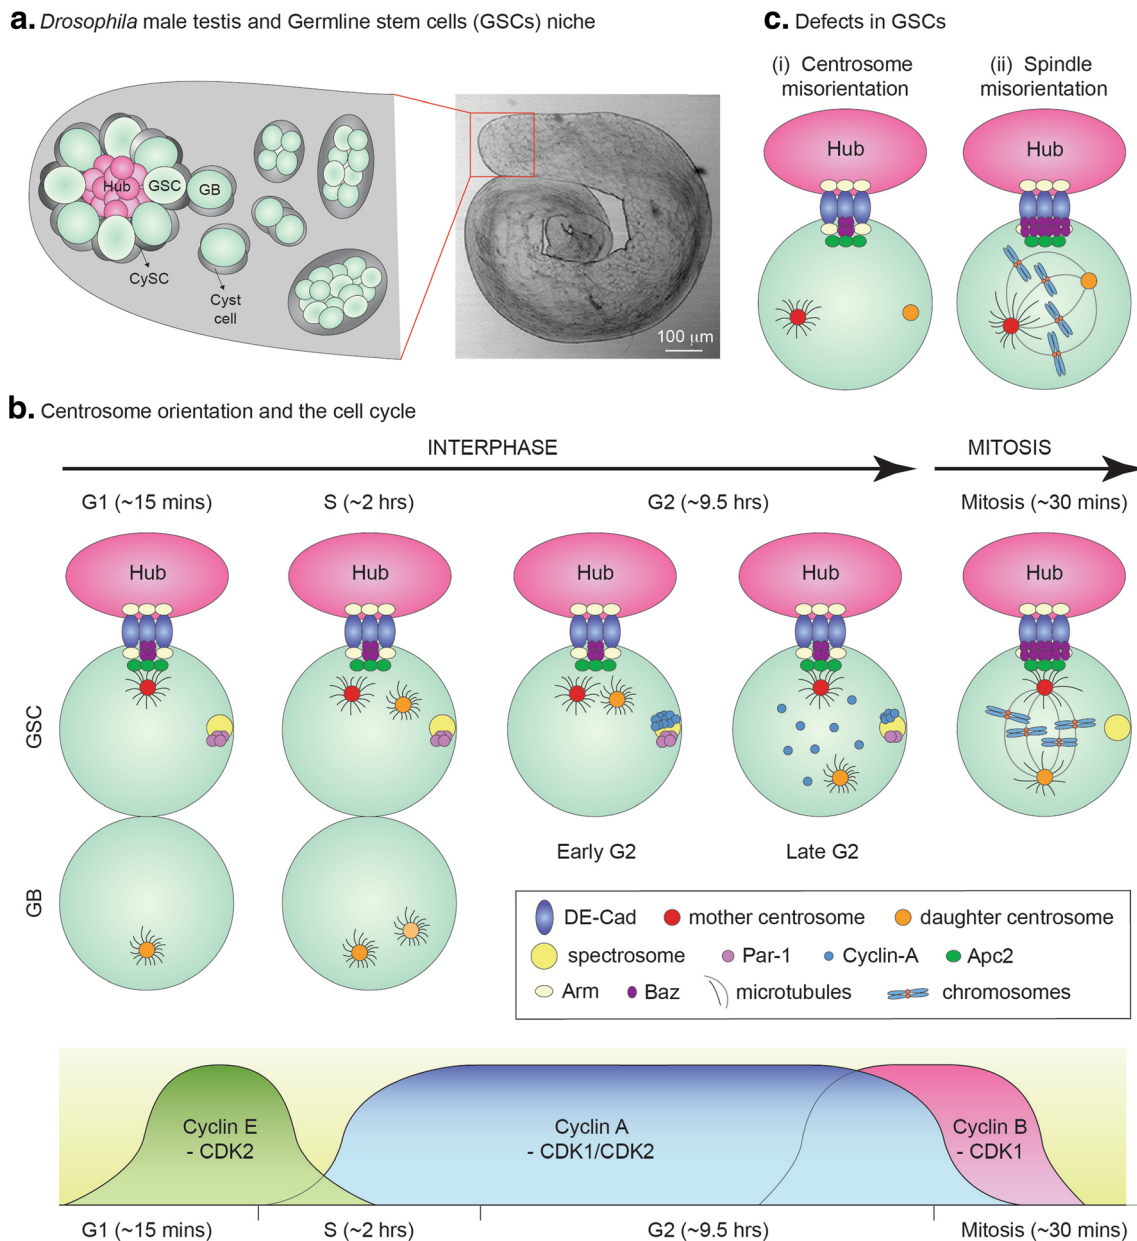 a. Drosophila male testis and Germline stem cells (GSCs) niche
Hub
GSC
GB
CySC
Cyst
cell
100 μm
c. Defects in GSCs
(i) Centrosome
misorientation
(ii) Spindle
misorientation
Hub
Hub
b. Centrosome orientation and the cell cycle
INTERPHASE
MITOSIS
G1 (~15 mins)
S (~2 hrs)
G2 (~9.5 hrs)
Mitosis (~30 mins)
Hub
Hub
Hub
Hub
Hub
GSC
GB
Early G2
Late G2
DE-Cad
mother centrosome
daughter centrosome
spectrosome
Par-1
Cyclin-A
Apc2
Arm
Baz
microtubules
chromosomes
Cyclin E
- CDK2
Cyclin A
- CDK1/CDK2
Cyclin B
- CDK1
G1 (~15 mins)
S (~2 hrs)
G2 (~9.5 hrs)
Mitosis (~30 mins)